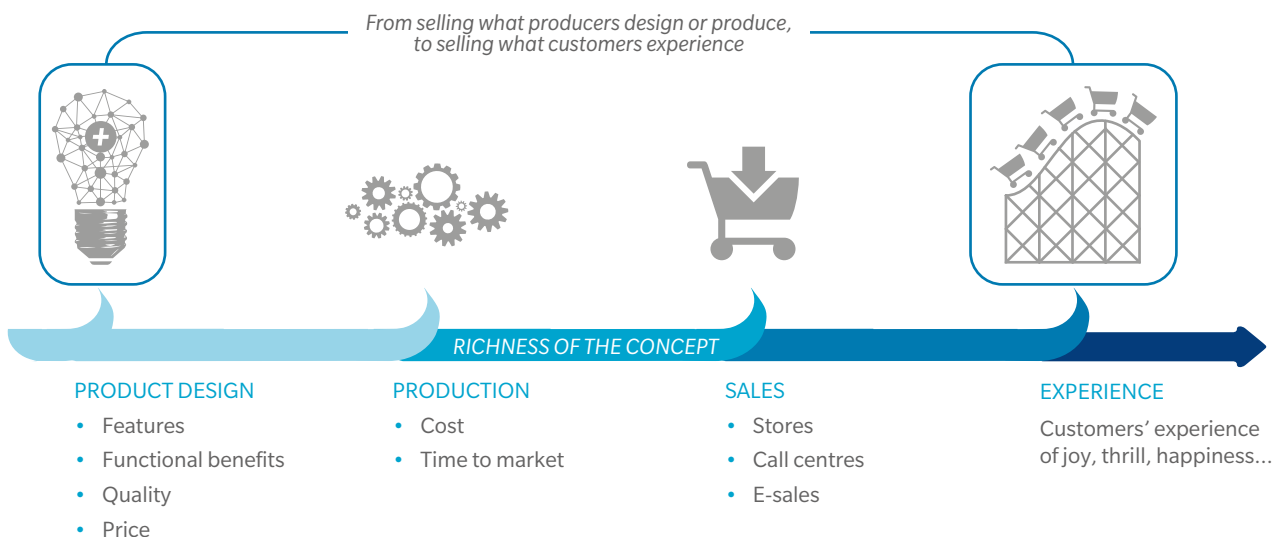 From selling what producers design or produce,
to selling what customers experience
RICHNESS OF THE CONCEPT
PRODUCT DESIGN
• Features
• Functional benefits
• Quality
• Price
PRODUCTION
• Cost
• Time to market
SALES
• Stores
• Call centres
• E-sales
EXPERIENCE
Customers’ experience
of joy, thrill, happiness...